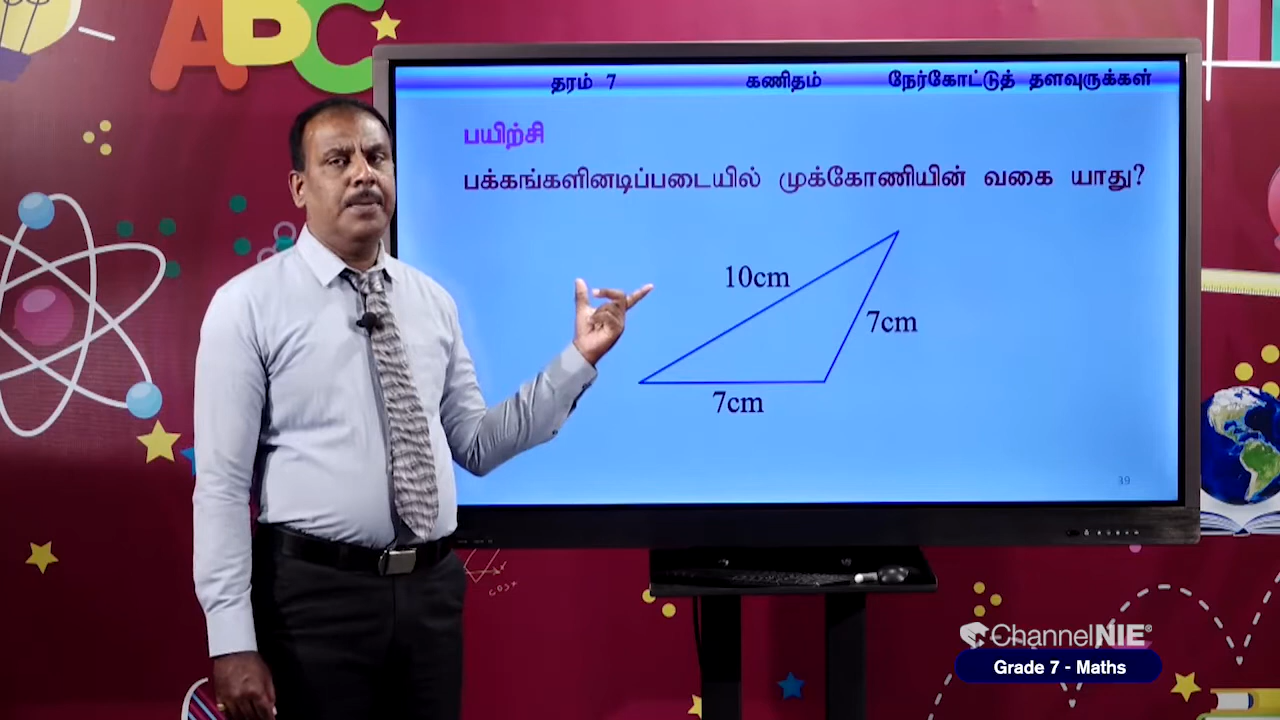 ABC
தரம் 7 கணிதம் நேர்கோட்டுத் தளவுருக்கள்
பயிற்சி
பக்கங்களினடிப்படையில் முக்கோணியின் வகை யாது?
10cm
7cm
7cm
39
cosx
ChannelNIE®
Grade 7 - Maths